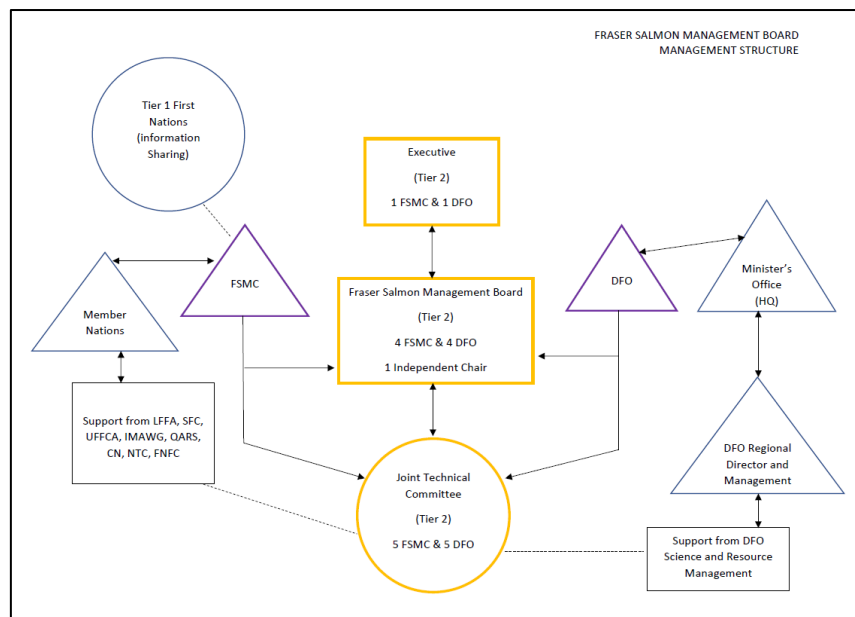 FRASER SALMON MANAGEMENT BOARD
MANAGEMENT STRUCTURE
Tier 1 First
Nations
(information
Sharing)
Executive
(Tier 2)
1 FSMC & 1 DFO
FSMC
Member
Nations
Fraser Salmon Management Board
(Tier 2)
4 FSMC & 4 DFO
1 Independent Chair
DFO
Minister's
Office
(HQ)
Support from LFFA, SFC,
UFFCA, IMAWG, QARS,
CN, NTC, FNFC
Joint Technical
Committee
(Tier 2)
5 FSMC & 5 DFO
DFO Regional
Director and
Management
Support from DFO
Science and Resource
Management